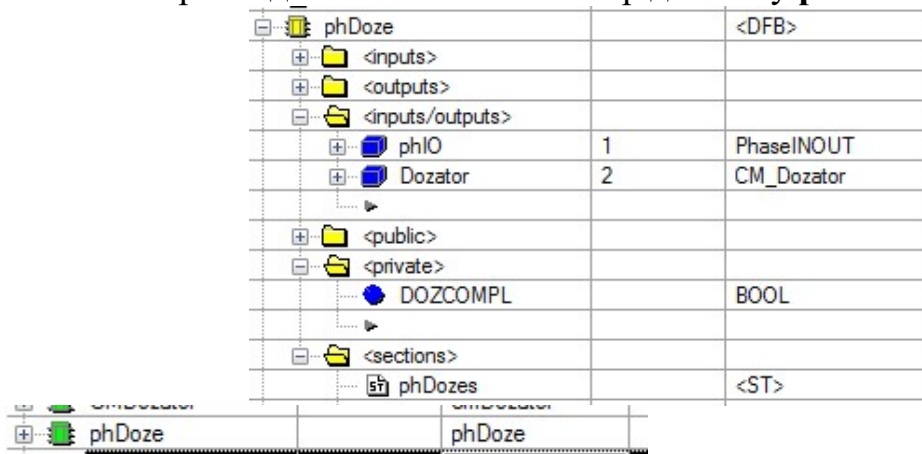 phDoze <DFB>
<inputs>
<outputs>
<inputs/outputs>
phIO 1 PhaseINOUT
Dozator 2 CM_Dozator
<public>
<private>
DOZCOMPL BOOL
<sections>
phDozes <ST>
phDoze phDoze